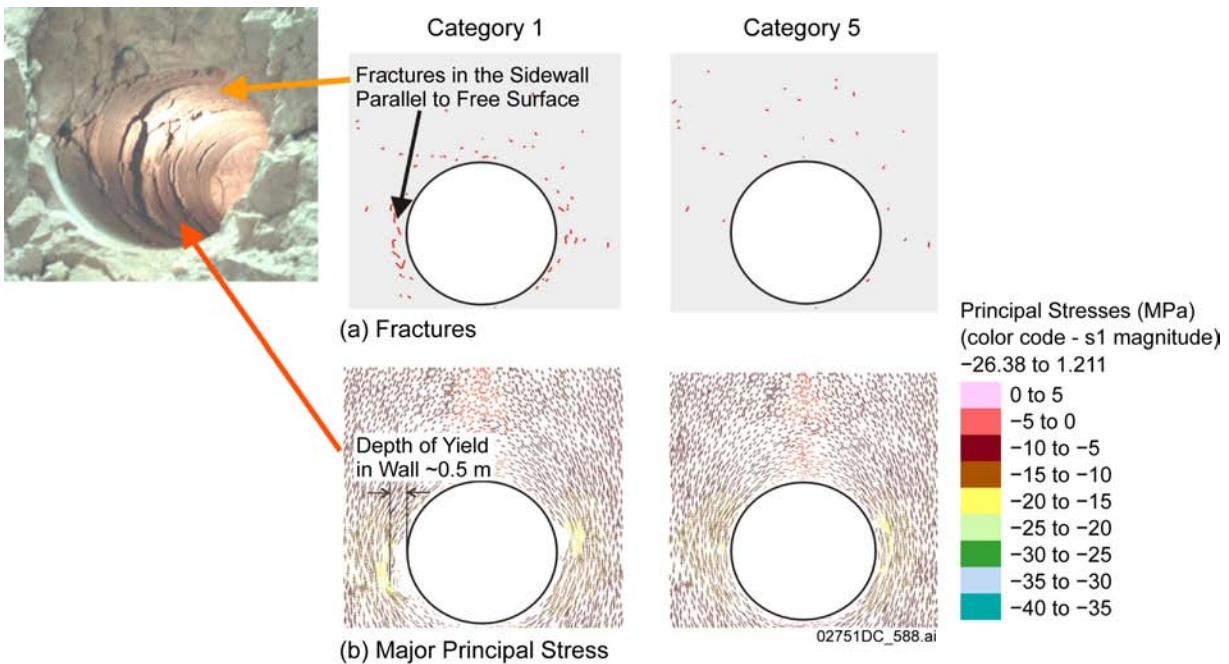 Category 1
Category 5
Fractures in the Sidewall
Parallel to Free Surface
(a) Fractures
Principal Stresses (MPa)
(color code - s1 magnitude)
−26.38 to 1.211
0 to 5
−5 to 0
−10 to −5
−15 to −10
−20 to −15
−25 to −20
−30 to −25
−35 to −30
−40 to −35
Depth of Yield
in Wall ~0.5 m
02751DC_588.ai
(b) Major Principal Stress